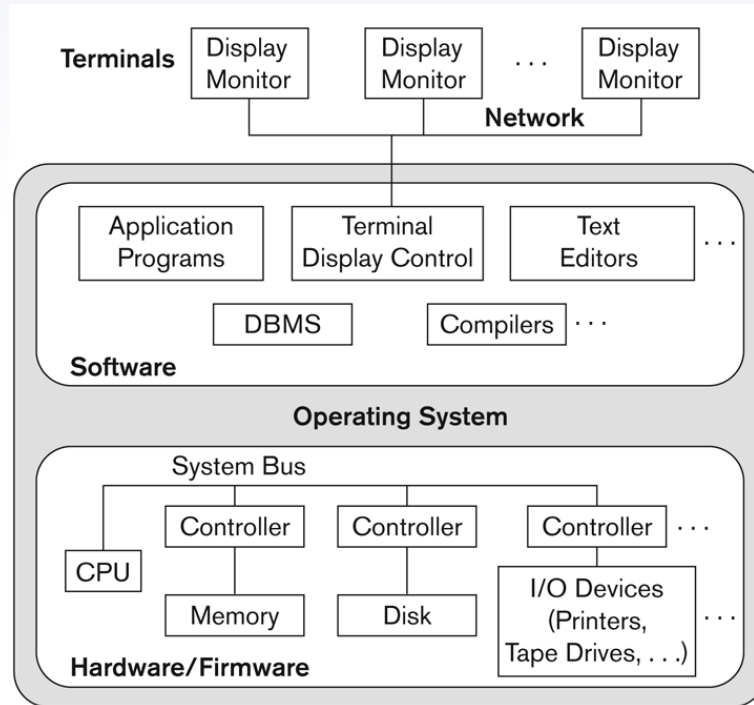 Terminals
Display
Monitor
Display
Monitor
. . .
Display
Monitor
Network
Application
Programs
Terminal
Display Control
Text
Editors
. . .
DBMS
Compilers
. . .
Software
Operating System
System Bus
Controller
Controller
Controller
. . .
CPU
Memory
Disk
I/O Devices
(Printers,
Tape Drives, . . .)
. . .
Hardware/Firmware